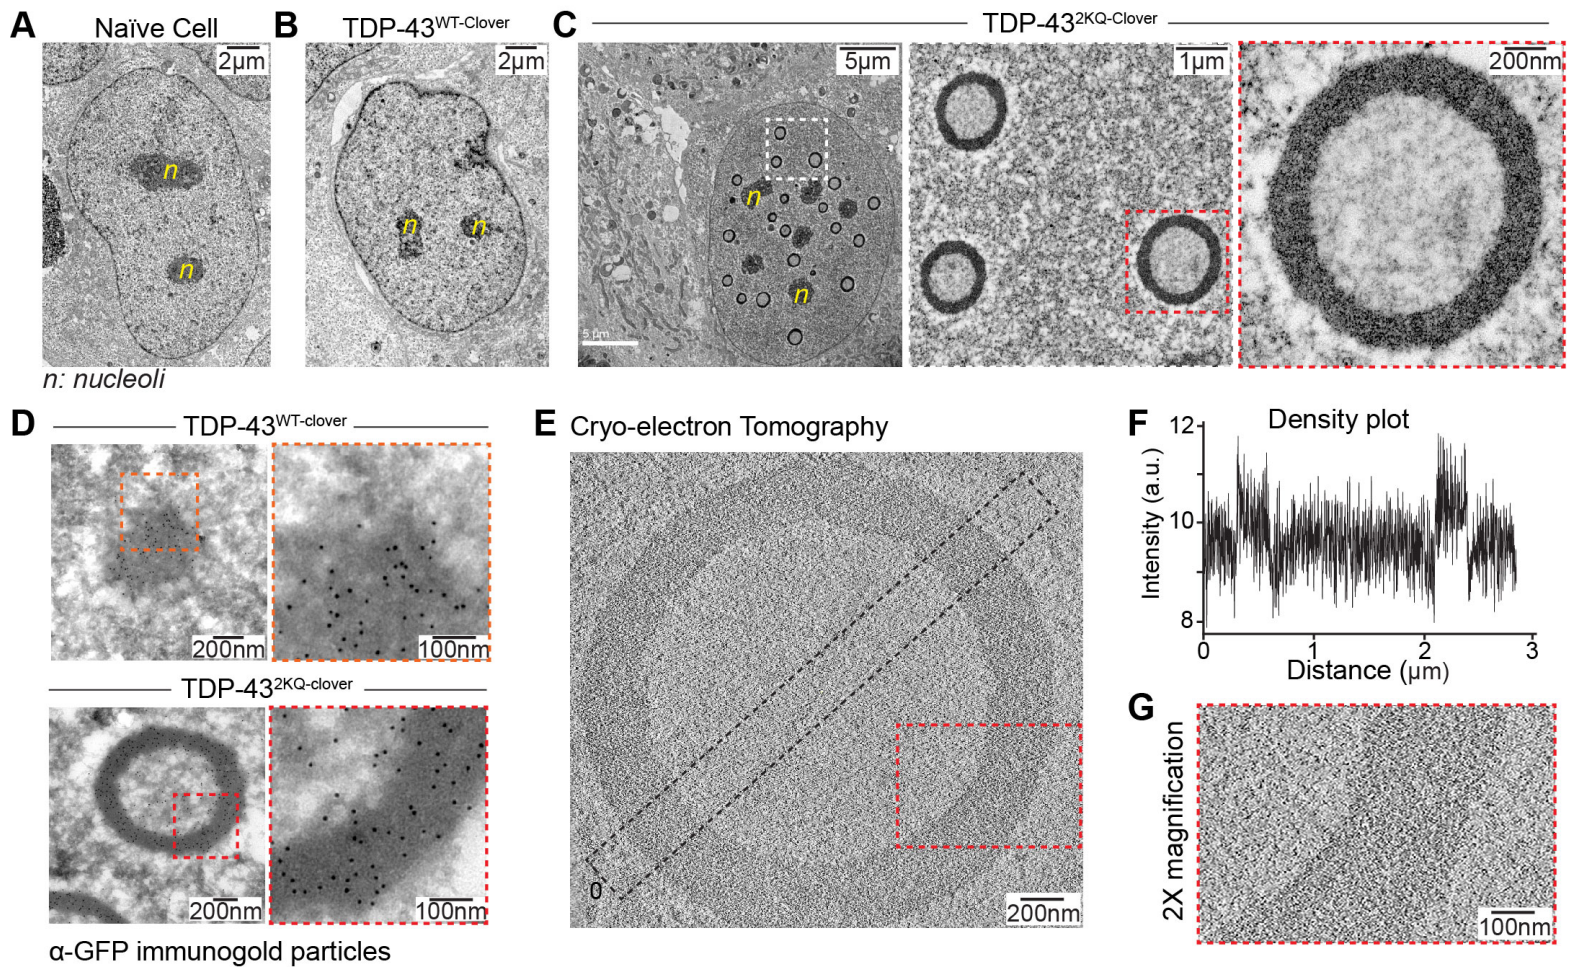 A
Naïve Cell
2µm
n
n
n: nucleoli
B
TDP-43WT-Clover
2µm
n
n
C
TDP-432KQ-Clover
5µm
n
n
5 µm
1µm
200nm
D
TDP-43WT-clover
200nm
100nm
TDP-432KQ-clover
200nm
100nm
α-GFP immunogold particles
E Cryo-electron Tomography
0
200nm
F
Density plot
Intensity (a.u.)
12
10
8
0 1 2 3
Distance (µm)
G
2X magnification
100nm